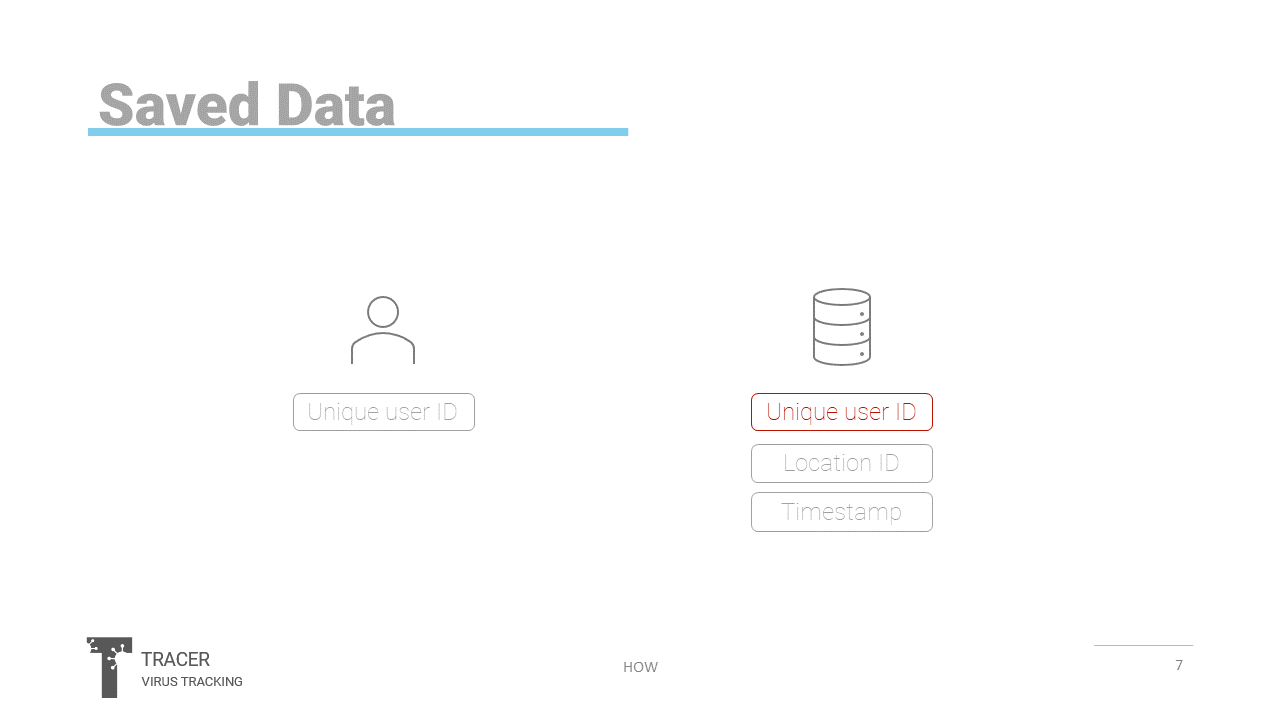 Saved Data
Unique user ID
Unique user ID
Location ID
Timestamp
TRACER
VIRUS TRACKING
HOW
7